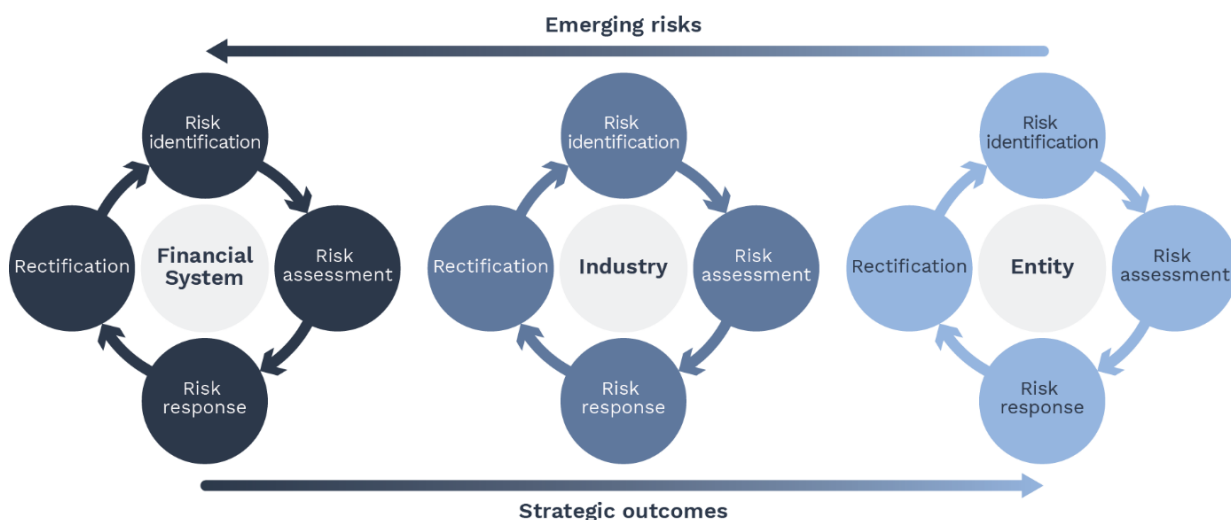 Emerging risks
Risk
identification
Rectification
Financial
System
Risk
assessment
Risk
response
Risk
identification
Rectification
Industry
Risk
assessment
Risk
response
Risk
identification
Rectification
Entity
Risk
assessment
Risk
response
Strategic outcomes